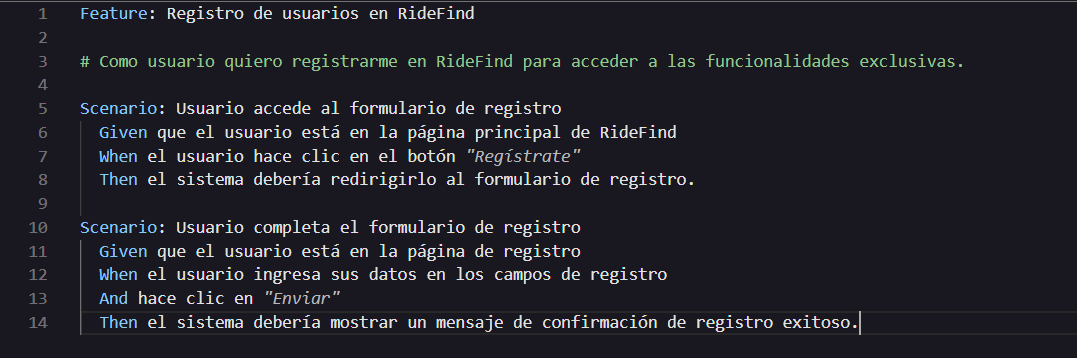 1 Feature: Registro de usuarios en RideFind
2
3 # Como usuario quiero registrarme en RideFind para acceder a las funcionalidades exclusivas.
4
5 Scenario: Usuario accede al formulario de registro
6 Given que el usuario está en la página principal de RideFind
7 When el usuario hace clic en el botón "Regístrate"
8 Then el sistema debería redirigirlo al formulario de registro.
9
10 Scenario: Usuario completa el formulario de registro
11 Given que el usuario está en la página de registro
12 When el usuario ingresa sus datos en los campos de registro
13 And hace clic en "Enviar"
14 Then el sistema debería mostrar un mensaje de confirmación de registro exitoso.